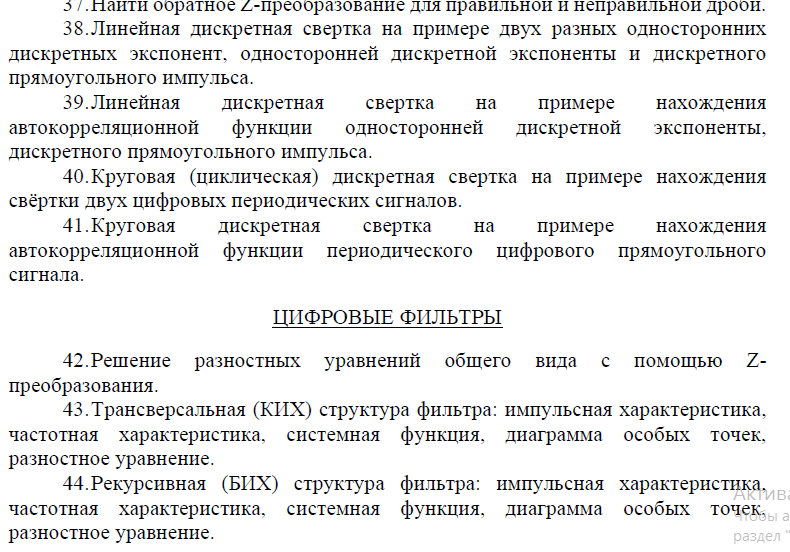 37.Найти обратное Z-преобразование для правильной и неправильной дроби.
38.Линейная дискретная свертка на примере двух разных односторонних
дискретных экспонент, односторонней дискретной экспоненты и дискретного
прямоугольного импульса.
39.Линейная дискретная свертка на примере нахождения
автокорреляционной функции односторонней дискретной экспоненты,
дискретного прямоугольного импульса.
40.Круговая (циклическая) дискретная свертка на примере нахождения
свёртки двух цифровых периодических сигналов.
41.Круговая дискретная свертка на примере нахождения
автокорреляционной функции периодического цифрового прямоугольного
сигнала.
ЦИФРОВЫЕ ФИЛЬТРЫ
42.Решение разностных уравнений общего вида с помощью Z-
преобразования.
43.Трансверсальная (КИХ) структура фильтра: импульсная характеристика,
частотная характеристика, системная функция, диаграмма особых точек,
разностное уравнение.
44.Рекурсивная (БИХ) структура фильтра: импульсная характеристика,
частотная характеристика, системная функция, диаграмма особых точек,
разностное уравнение.
раздел "